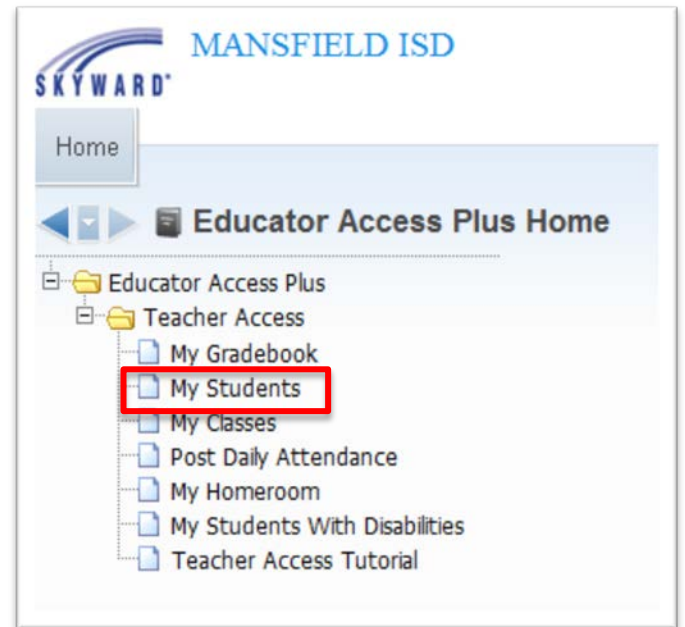 MANSFIELD ISD
SKYWARD®
Home
Educator Access Plus Home
Educator Access Plus
Teacher Access
My Gradebook
My Students
My Classes
Post Daily Attendance
My Homeroom
My Students With Disabilities
Teacher Access Tutorial